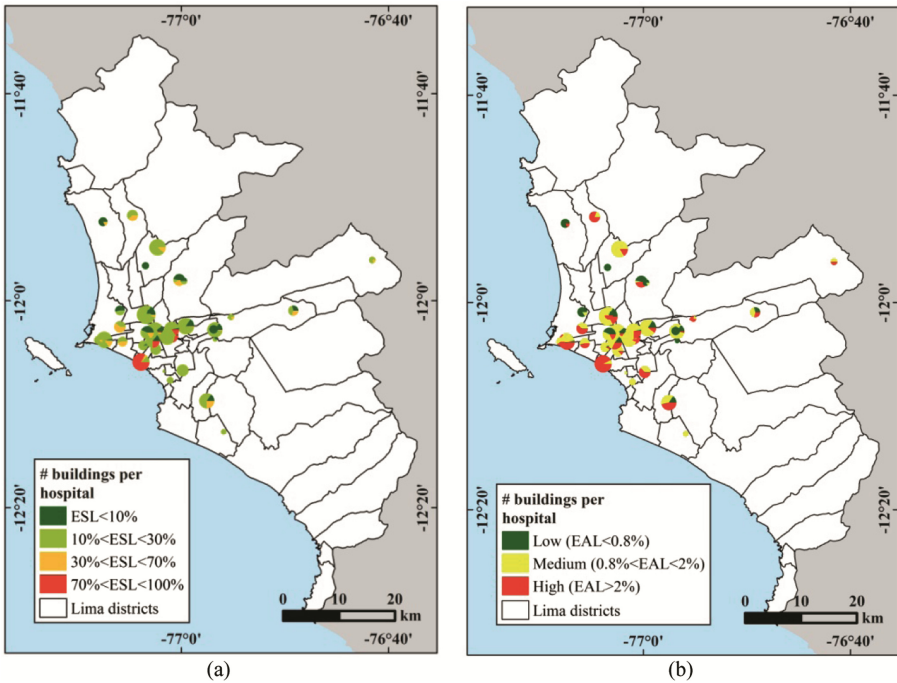 -77°0'
-76°40'
-11°40'
-11°40'
-12°0'
-12°0'
-12°20'
-12°20'
# buildings per
hospital
ESL<10%
10%<ESL<30%
30%<ESL<70%
70%<ESL<100%
Lima districts
0 10 20
km
-77°0'
-76°40'
(a)
-77°0'
-76°40'
-11°40'
-11°40'
-12°0'
-12°0'
-12°20'
-12°20'
# buildings per
hospital
Low (EAL<0.8%)
Medium (0.8%<EAL<2%)
High (EAL>2%)
Lima districts
0 10 20
km
-77°0'
-76°40'
(b)